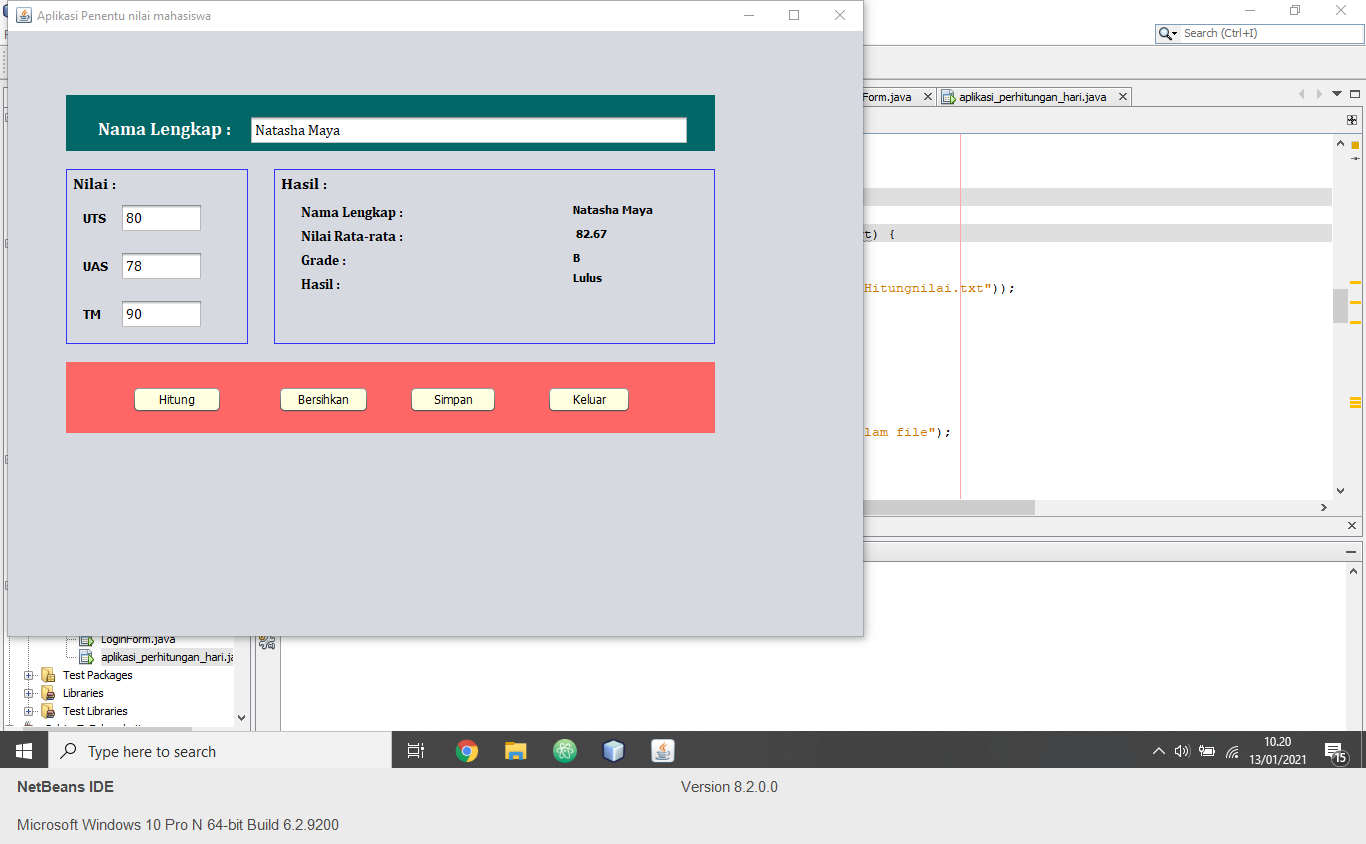 Aplikasi Penentu nilai mahasiswa
Search (Ctrl+I)
Form.java
aplikasi_perhitungan_hari.java
Nama Lengkap :
Natasha Maya
Nilai :
UTS
80
UAS
78
TM
90
Hasil :
Nama Lengkap :
Natasha Maya
Nilai Rata-rata :
82.67
Grade :
B
Hasil :
Lulus
t) {
Hitungnilai.txt"));
lam file");
Hitung
Bersihkan
Simpan
Keluar
LoginForm.java
aplikasi_perhitungan_hari.ja
Test Packages
Libraries
Test Libraries
Type here to search
10.20
13/01/2021
15
NetBeans IDE
Version 8.2.0.0
Microsoft Windows 10 Pro N 64-bit Build 6.2.9200